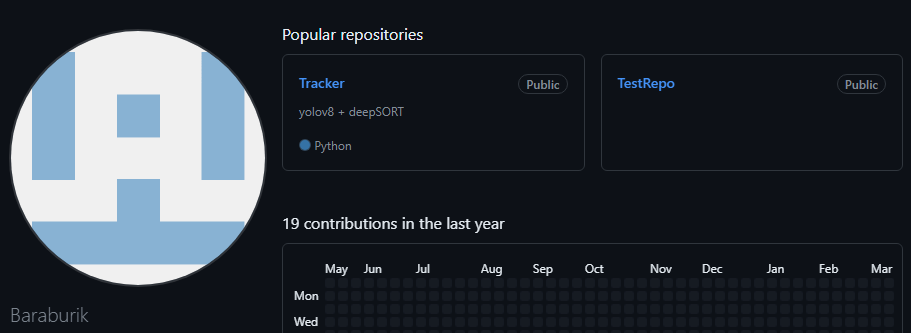 Popular repositories
Tracker Public
yolov8 + deepSORT
Python
TestRepo Public
19 contributions in the last year
May Jun Jul Aug Sep Oct Nov Dec Jan Feb Mar
Mon
Wed
Baraburik